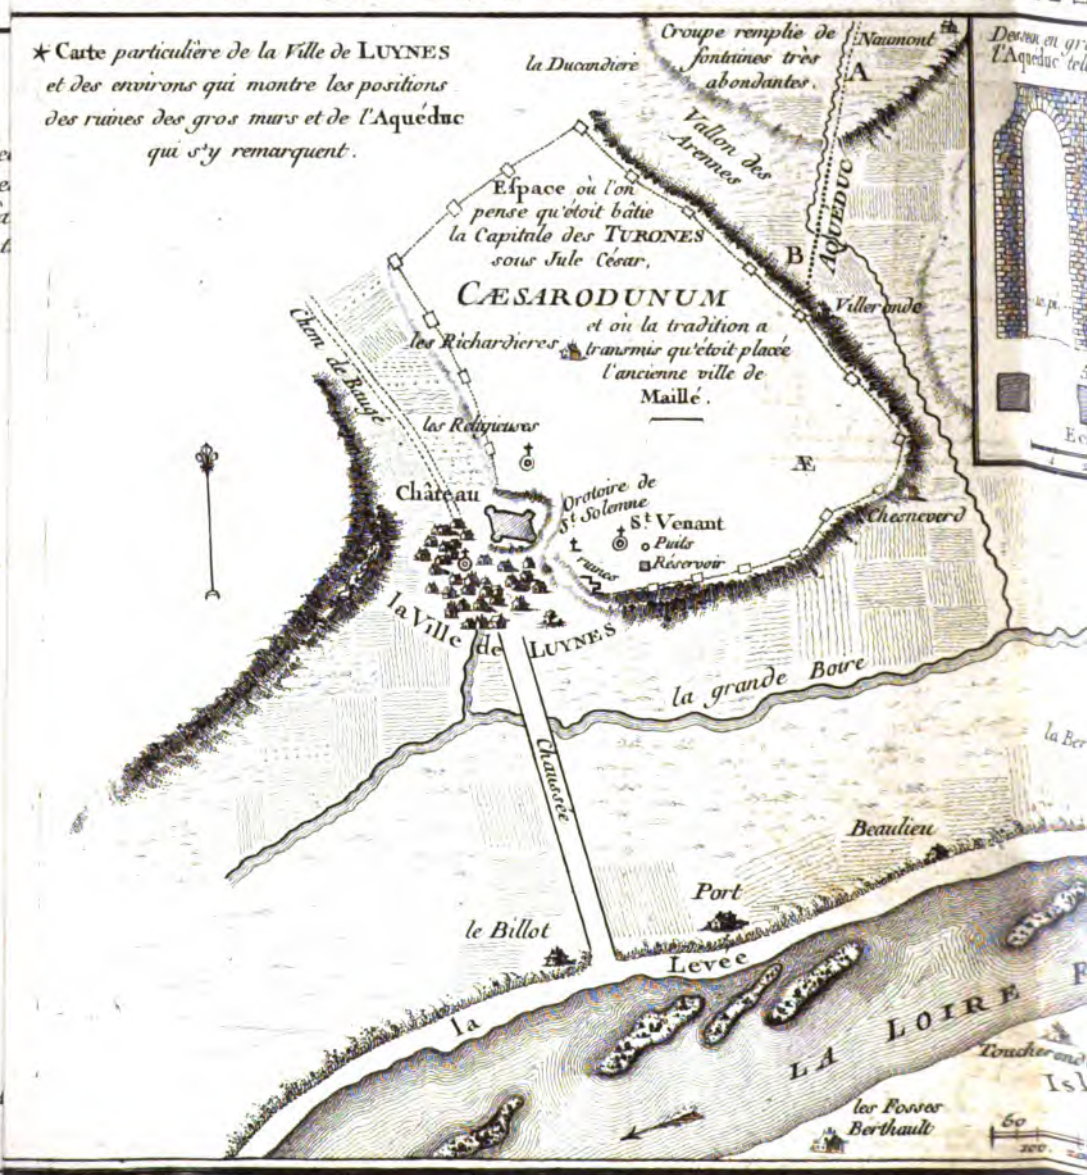 ★ Carte particulière de la Ville de LUYNES
et des environs qui montre les positions
des ruines des gros murs et de l'Aquéduc
qui s'y remarquent.
la Ducandiere
Croupe remplie de
fontaines très
abondantes.
Naumont
A
Dessein en
l'Aqueduc
Vallon des
Arennes
AQUEDUC
B
Espace où l'on
pense qu'étoit bâtie
la Capitale des TURONES
sous Jule César,
CÆSARODUNUM
et où la tradition a
transmis qu'étoit placée
l'ancienne ville de
Maillé.
Villeronde
les Richardieres
Chem. de Baugé
les Religieuses
Château
Oratoire de
St Solemne
St Venant
Puits
Réservoir
ruines
Æ
Chesneverd
la Ville de LUYNES
la grande Boire
Chaussée
Beaulieu
Port
le Billot
la Levée
LA LOIRE
les Fosses
Berthault
60